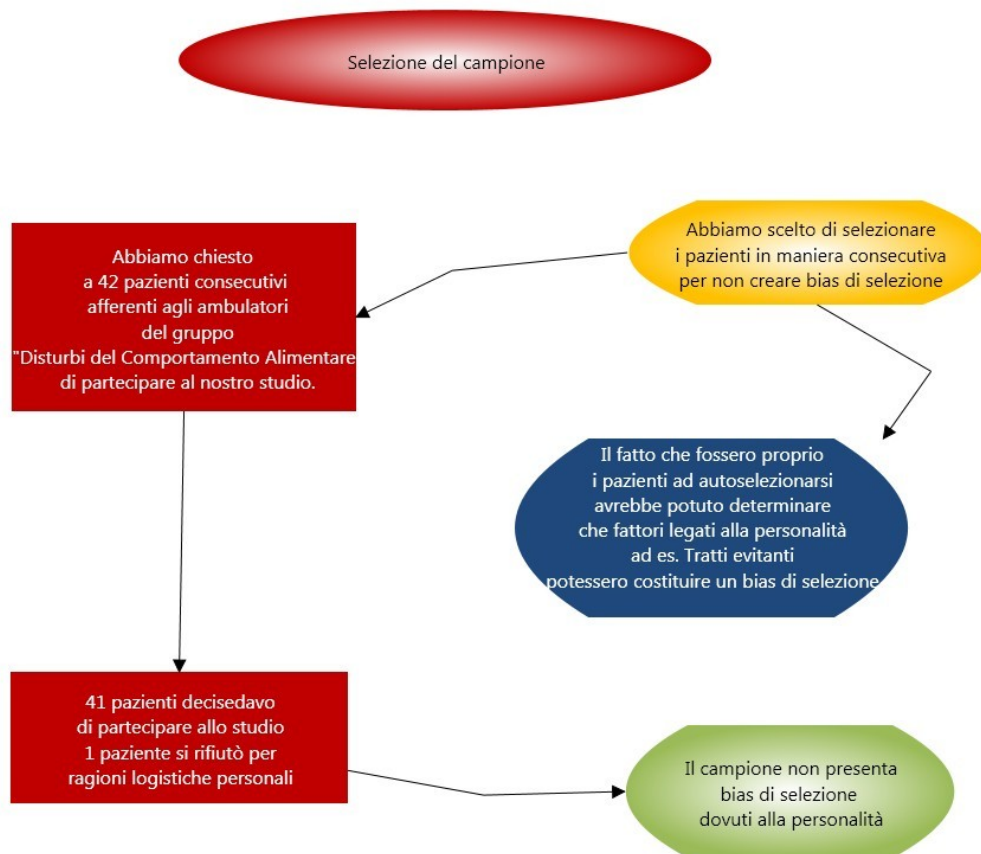 Selezione del campione
Abbiamo chiesto
a 42 pazienti consecutivi
afferenti agli ambulatori
del gruppo
"Disturbi del Comportamento Alimentare
di partecipare al nostro studio.
Abbiamo scelto di selezionare
i pazienti in maniera consecutiva
per non creare bias di selezione
Il fatto che fossero proprio
i pazienti ad autoselezionarsi
avrebbe potuto determinare
che fattori legati alla personalità
ad es. Tratti evitanti
potessero costituire un bias di selezione
41 pazienti decisedavo
di partecipare allo studio
1 paziente si rifiutò per
ragioni logistiche personali
Il campione non presenta
bias di selezione
dovuti alla personalità